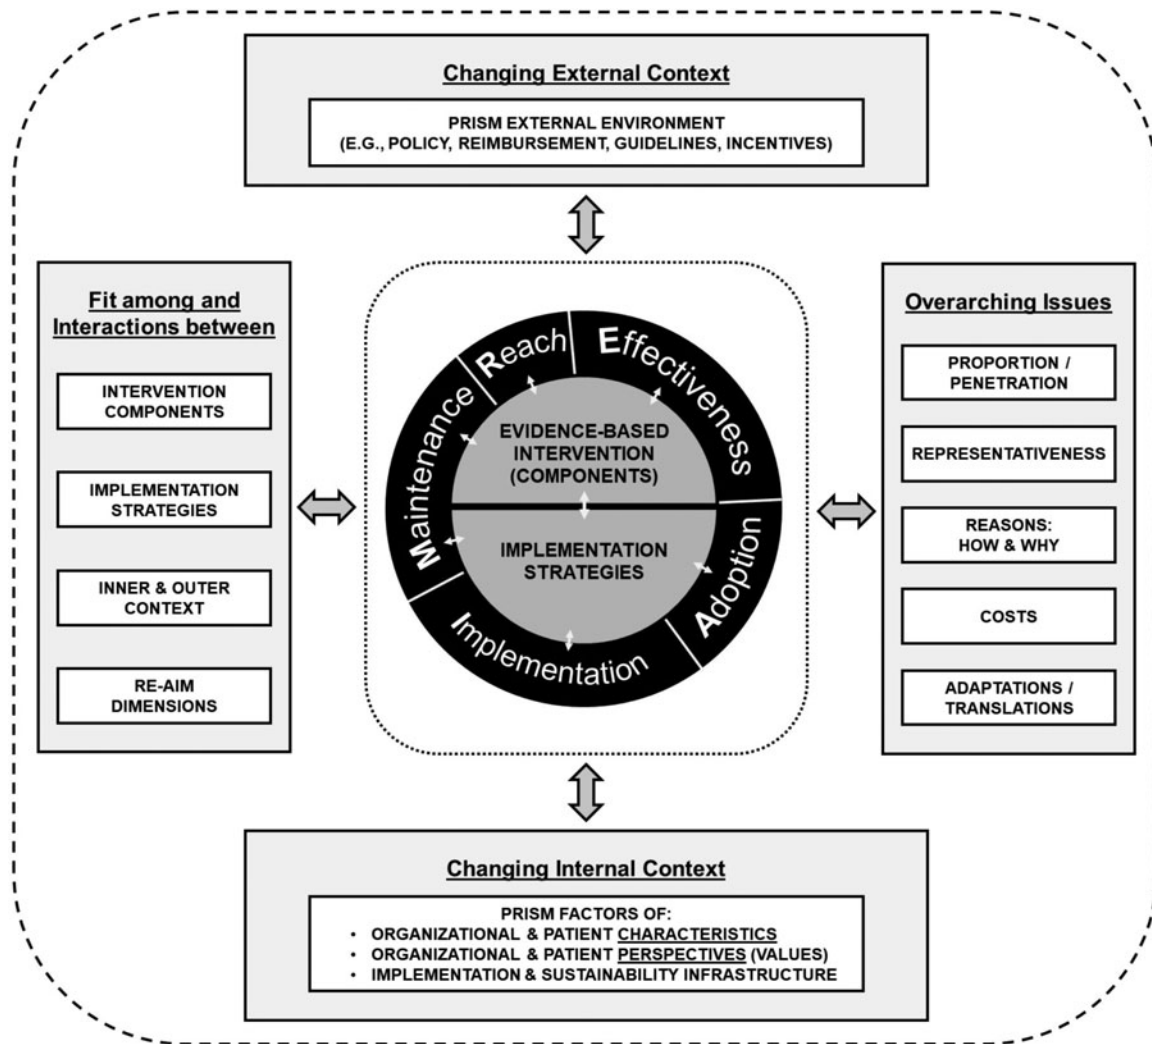 Changing External Context
PRISM EXTERNAL ENVIRONMENT
(E.G., POLICY, REIMBURSEMENT, GUIDELINES, INCENTIVES)
Fit among and
Interactions between
INTERVENTION
COMPONENTS
IMPLEMENTATION
STRATEGIES
INNER & OUTER
CONTEXT
RE-AIM
DIMENSIONS
Reach
Effectiveness
Adoption
Implementation
Maintenance
EVIDENCE-BASED
INTERVENTION
(COMPONENTS)
IMPLEMENTATION
STRATEGIES
Overarching Issues
PROPORTION /
PENETRATION
REPRESENTATIVENESS
REASONS:
HOW & WHY
COSTS
ADAPTATIONS /
TRANSLATIONS
Changing Internal Context
PRISM FACTORS OF:
• ORGANIZATIONAL & PATIENT CHARACTERISTICS
• ORGANIZATIONAL & PATIENT PERSPECTIVES (VALUES)
• IMPLEMENTATION & SUSTAINABILITY INFRASTRUCTURE